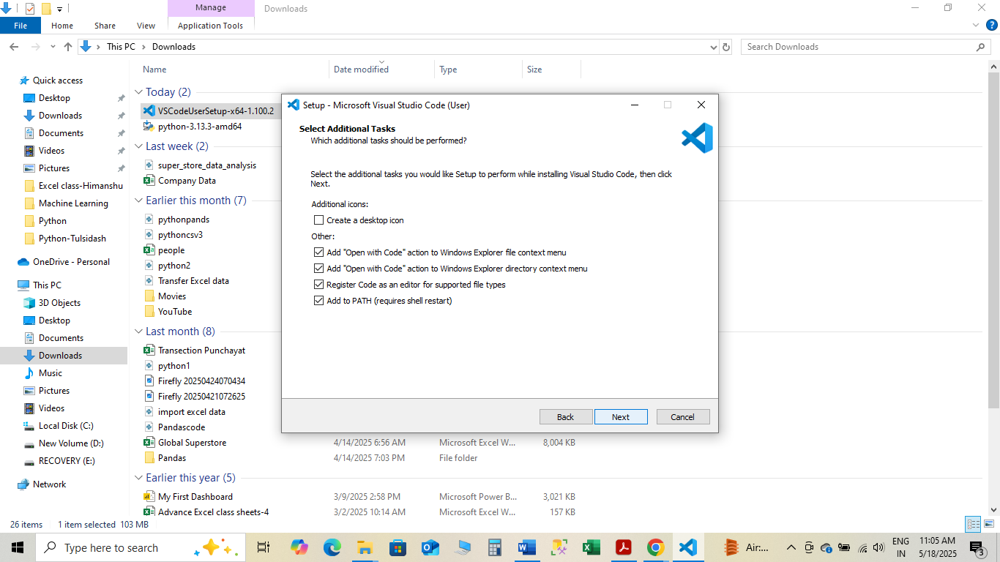 Manage
Downloads
File
Home
Share
View
Application Tools
?
This PC
Downloads
Search Downloads
Quick access
Desktop
Downloads
Documents
Videos
Pictures
Excel class-Himanshu
Machine Learning
Python
Python-Tulsidash
OneDrive - Personal
This PC
3D Objects
Desktop
Documents
Downloads
Music
Pictures
Videos
Local Disk (C:)
New Volume (D:)
RECOVERY (E:)
Network
Name
Date modified
Type
Size
Today (2)
VSCodeUserSetup-x64-1.100.2
python-3.13.3-amd64
Last week (2)
super_store_data_analysis
Company Data
Earlier this month (7)
pythonpands
pythoncsv3
people
python2
Transfer Excel data
Movies
YouTube
Last month (8)
Transection Punchayat
python1
Firefly 20250424070434
Firefly 20250421072625
import excel data
Pandascode
Global Superstore 4/14/2025 6:56 AM Microsoft Excel W... 8,004 KB
Pandas 4/14/2025 7:03 PM File folder
Earlier this year (5)
My First Dashboard 3/9/2025 2:58 PM Microsoft Power B... 3,021 KB
Advance Excel class sheets-4 3/2/2025 10:14 AM Microsoft Excel W... 157 KB
Setup - Microsoft Visual Studio Code (User)
Select Additional Tasks
Which additional tasks should be performed?
Select the additional tasks you would like Setup to perform while installing Visual Studio Code, then click
Next.
Additional icons:
Create a desktop icon
Other:
Add "Open with Code" action to Windows Explorer file context menu
Add "Open with Code" action to Windows Explorer directory context menu
Register Code as an editor for supported file types
Add to PATH (requires shell restart)
Back
Next
Cancel
26 items
1 item selected 103 MB
Type here to search
Air:...
ENG
IN
11:05 AM
5/18/2025
3